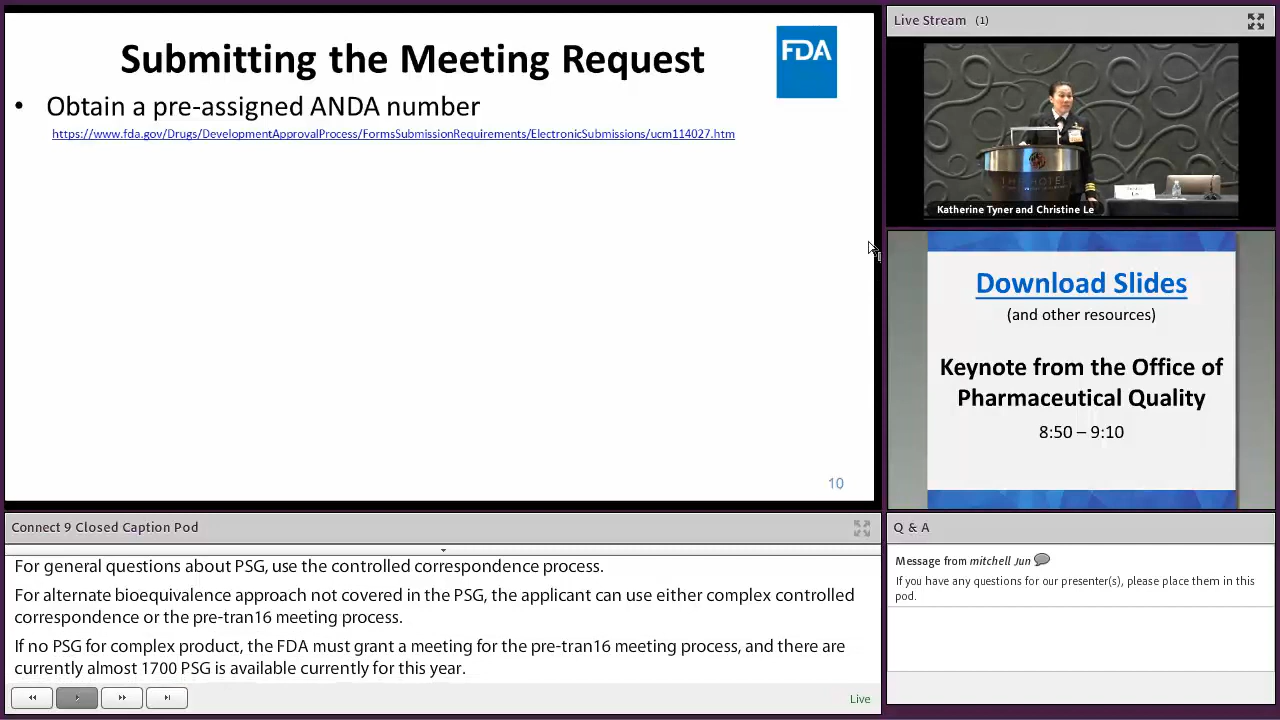 Submitting the Meeting Request
FDA
• Obtain a pre-assigned ANDA number
https://www.fda.gov/Drugs/DevelopmentApprovalProcess/FormsSubmissionRequirements/ElectronicSubmissions/ucm114027.htm
10
Live Stream (1)
Katherine Tyner and Christine Le
Download Slides
(and other resources)
Keynote from the Office of
Pharmaceutical Quality
8:50 – 9:10
Connect 9 Closed Caption Pod
For general questions about PSG, use the controlled correspondence process.
For alternate bioequivalence approach not covered in the PSG, the applicant can use either complex controlled
correspondence or the pre-tran16 meeting process.
If no PSG for complex product, the FDA must grant a meeting for the pre-tran16 meeting process, and there are
currently almost 1700 PSG is available currently for this year.
Live
Q & A
Message from mitchell Jun
If you have any questions for our presenter(s), please place them in this
pod.